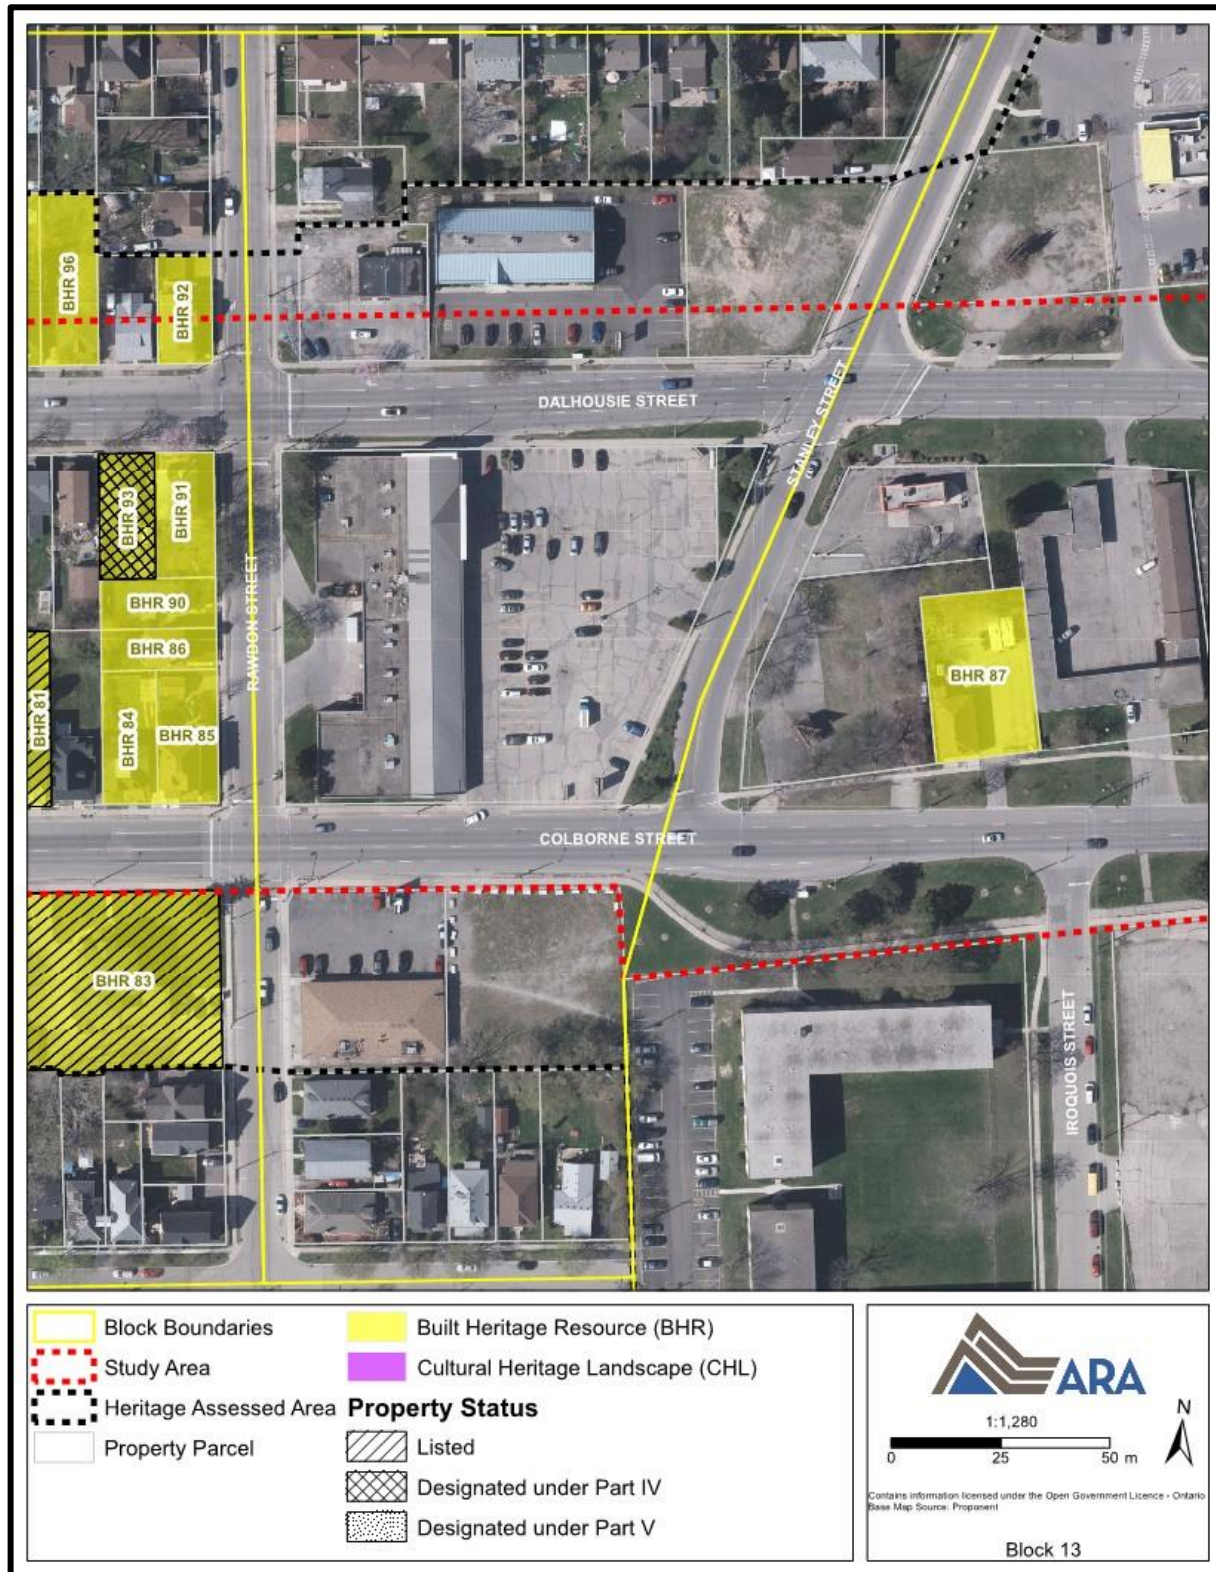 BHR 96
BHR 92
DALHOUSIE STREET
STANLEY STREET
BHR 93
BHR 91
RAWDON STREET
BHR 90
BHR 86
BHR 81
BHR 84
BHR 85
BHR 87
COLBORNE STREET
BHR 83
IROQUOIS STREET
Block Boundaries
Study Area
Heritage Assessed Area
Property Parcel
Built Heritage Resource (BHR)
Cultural Heritage Landscape (CHL)
Property Status
Listed
Designated under Part IV
Designated under Part V
ARA
1:1,280
N
0 25 50 m
Contains information licensed under the Open Government Licence - Ontario
Base Map Source: Proponent
Block 13